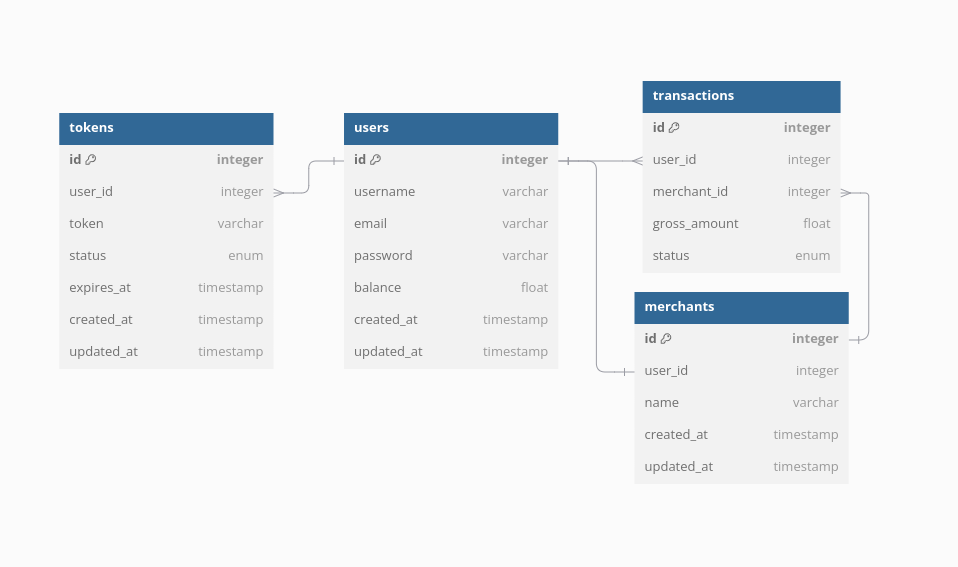 tokens
id integer
user_id integer
token varchar
status enum
expires_at timestamp
created_at timestamp
updated_at timestamp
users
id integer
username varchar
email varchar
password varchar
balance float
created_at timestamp
updated_at timestamp
transactions
id integer
user_id integer
merchant_id integer
gross_amount float
status enum
merchants
id integer
user_id integer
name varchar
created_at timestamp
updated_at timestamp